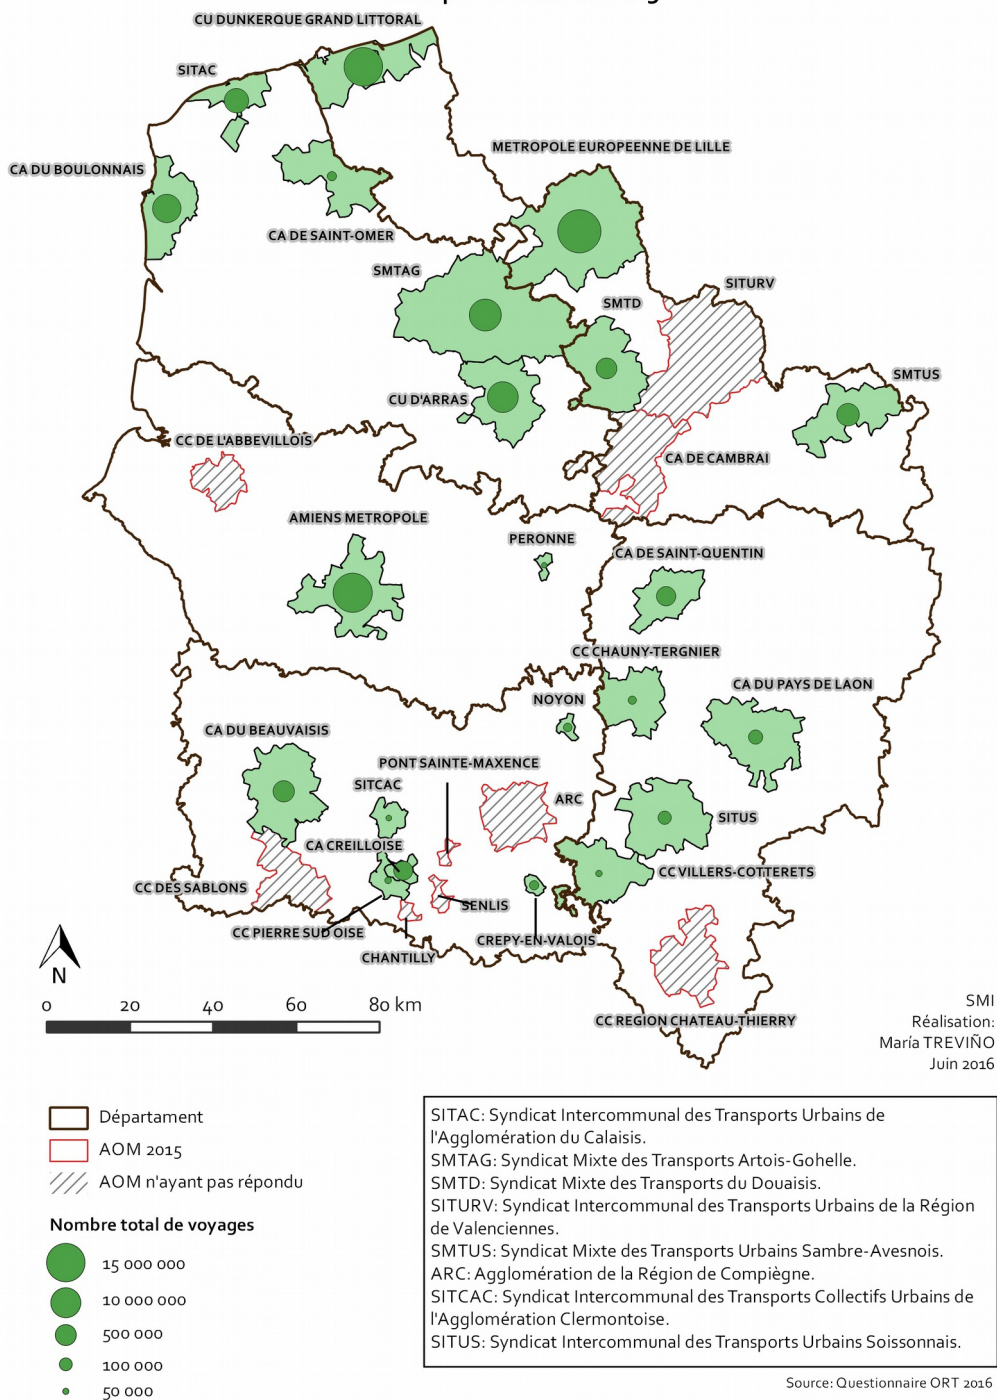 CU DUNKERQUE GRAND LITTORAL
SITAC
METROPOLE EUROPEENNE DE LILLE
CA DU BOULONNAIS
CA DE SAINT-OMER
SMTAG
SITURV
SMTD
SMTUS
CU D'ARRAS
CC DE L'ABBEVILLOIS
CA DE CAMBRAI
AMIENS METROPOLE
PERONNE
CA DE SAINT-QUENTIN
CC CHAUNY-TERGNIER
CA DU PAYS DE LAON
NOYON
CA DU BEAUVAISIS
PONT SAINTE-MAXENCE
SITCAC
ARC
SITUS
CA CREILLOISE
CC VILLERS-COTTERETS
CC DES SABLONS
SENLIS
CC PIERRE SUD OISE
CREPY-EN-VALOIS
CHANTILLY
N
0 20 40 60 80 km
CC REGION CHATEAU-THIERRY
SMI
Réalisation:
María TREVIÑO
Juin 2016
Départament
AOM 2015
AOM n'ayant pas répondu
Nombre total de voyages
15 000 000
10 000 000
500 000
100 000
50 000
SITAC: Syndicat Intercommunal des Transports Urbains de
l'Agglomération du Calaisis.
SMTAG: Syndicat Mixte des Transports Artois-Gohelle.
SMTD: Syndicat Mixte des Transports du Douaisis.
SITURV: Syndicat Intercommunal des Transports Urbains de la Région
de Valenciennes.
SMTUS: Syndicat Mixte des Transports Urbains Sambre-Avesnois.
ARC: Agglomération de la Région de Compiègne.
SITCAC: Syndicat Intercommunal des Transports Collectifs Urbains de
l'Agglomération Clermontoise.
SITUS: Syndicat Intercommunal des Transports Urbains Soissonnais.
Source: Questionnaire ORT 2016